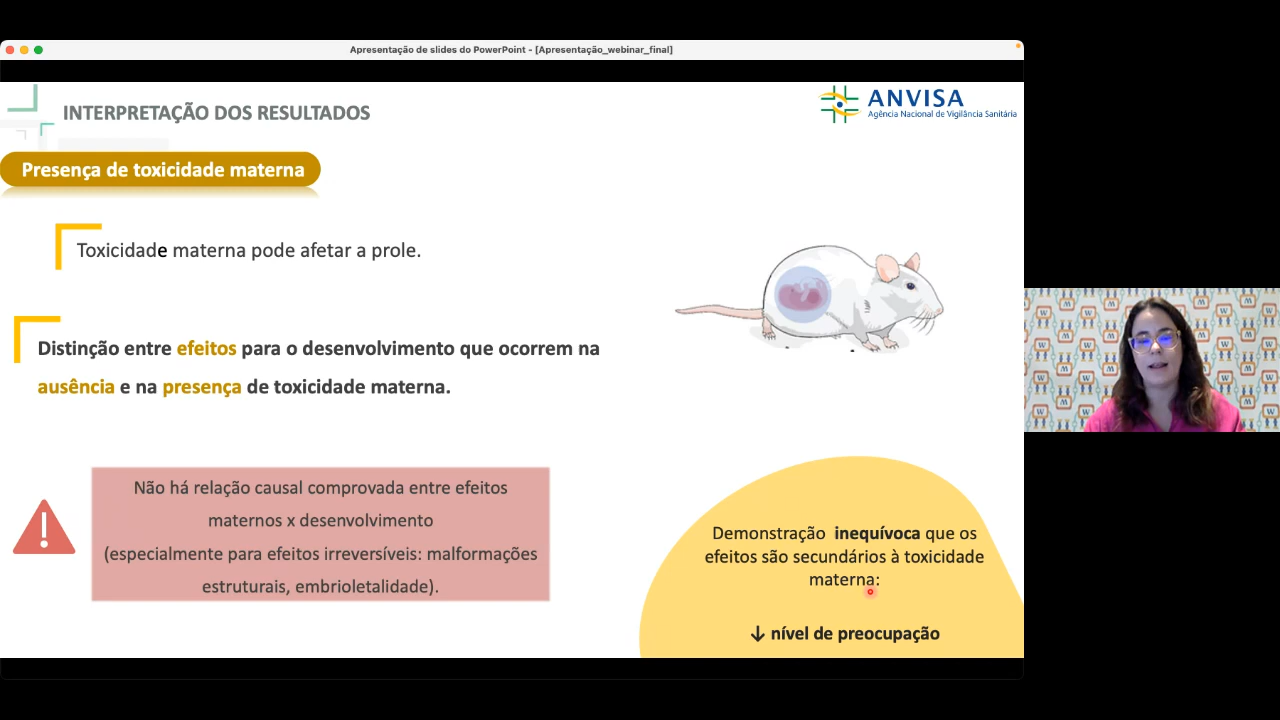 Apresentação de slides do PowerPoint - [Apresentação_webinar_final]
INTERPRETAÇÃO DOS RESULTADOS
ANVISA
Agência Nacional de Vigilância Sanitária
Presença de toxicidade materna
Toxicidade materna pode afetar a prole.
Distinção entre efeitos para o desenvolvimento que ocorrem na
ausência e na presença de toxicidade materna.
Não há relação causal comprovada entre efeitos
maternos x desenvolvimento
(especialmente para efeitos irreversíveis: malformações
estruturais, embrioletalidade).
Demonstração inequívoca que os
efeitos são secundários à toxicidade
materna:
↓ nível de preocupação